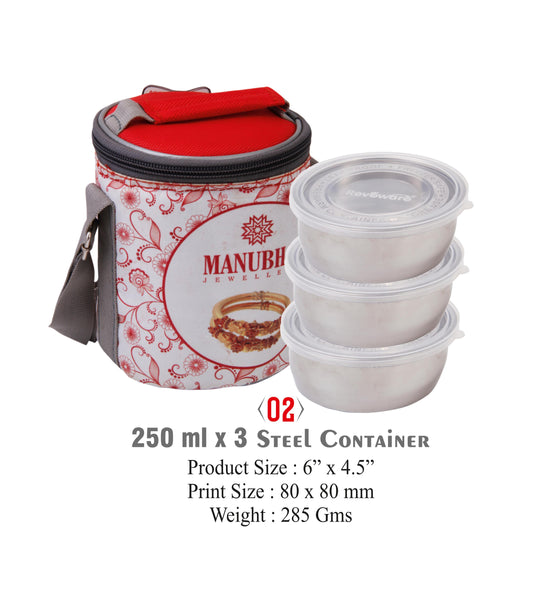 MANUBH
JEWELLE
Reveware
‹02›
250 ml x 3 Steel Container
Product Size : 6” x 4.5”
Print Size : 80 x 80 mm
Weight : 285 Gms